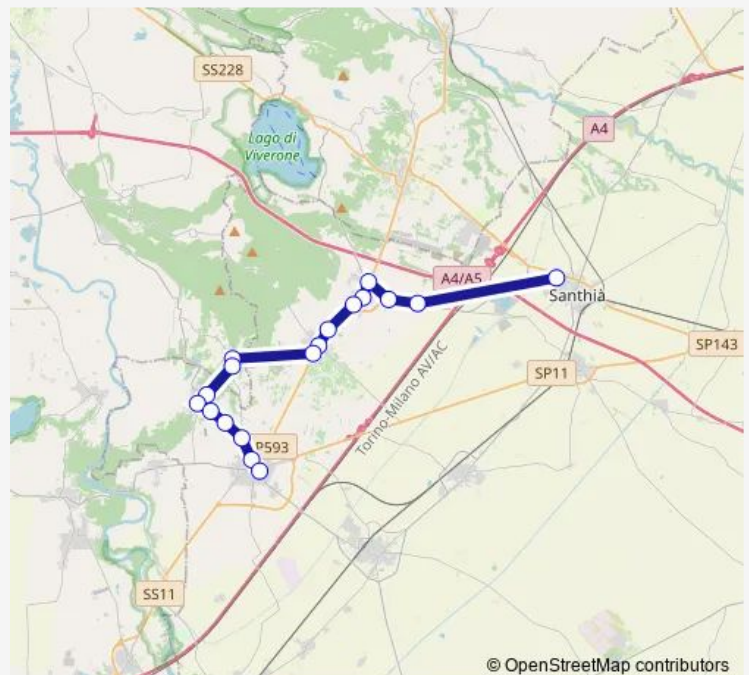 SS228
A4
Lago di
Viverone
A4/A5
Santhià
SP143
SP11
Torino-Milano AV/AC
P593
SS11
© OpenStreetMap contributors